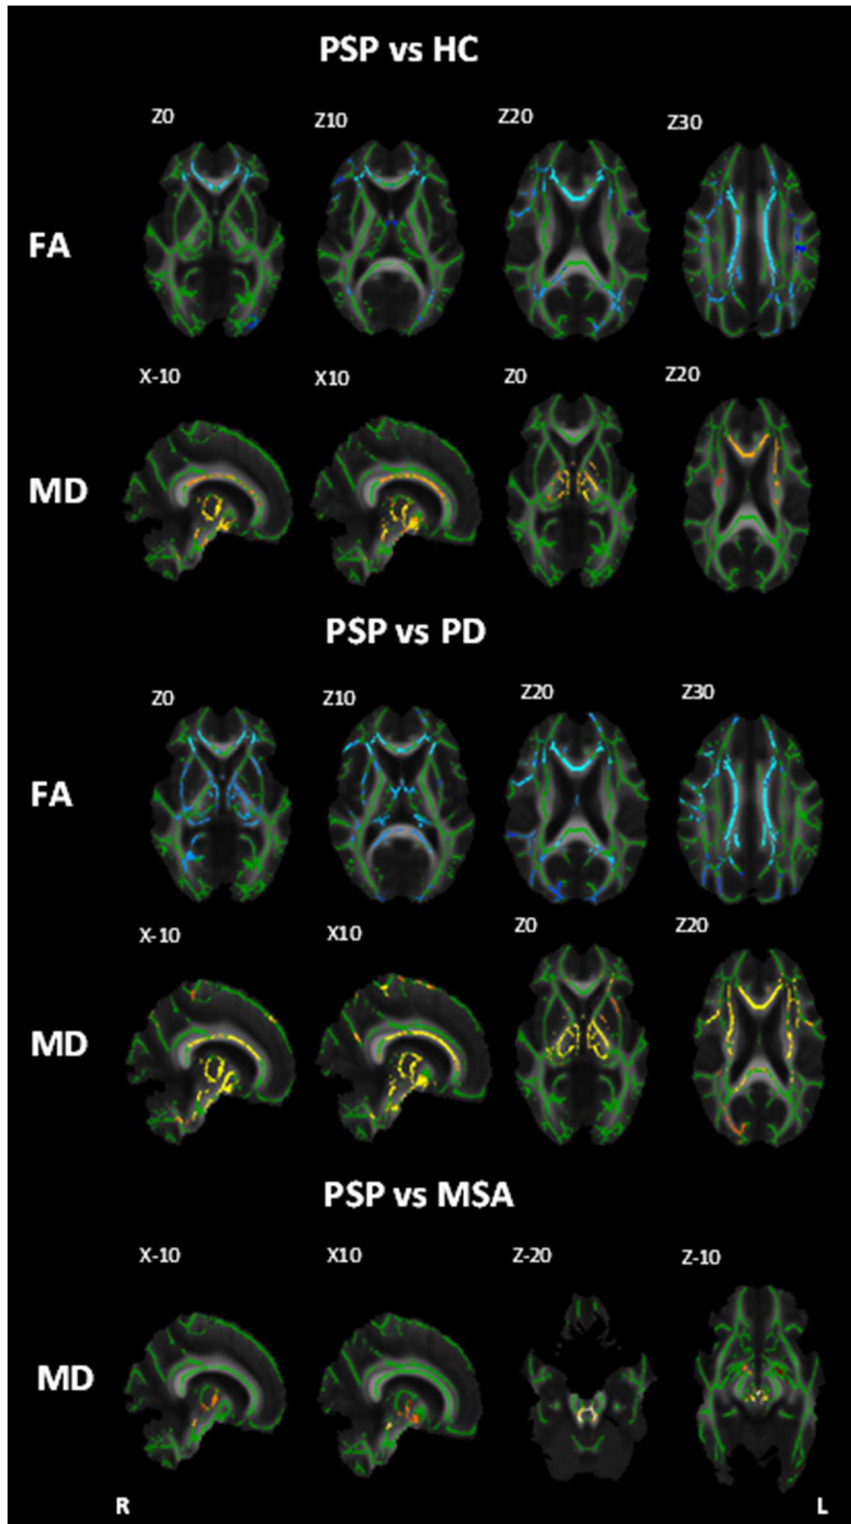 PSP vs HC
Z0 Z10 Z20 Z30
FA
X-10 X10 Z0 Z20
MD
PSP vs PD
Z0 Z10 Z20 Z30
FA
X-10 X10 Z0 Z20
MD
PSP vs MSA
X-10 X10 Z-20 Z-10
MD
R L